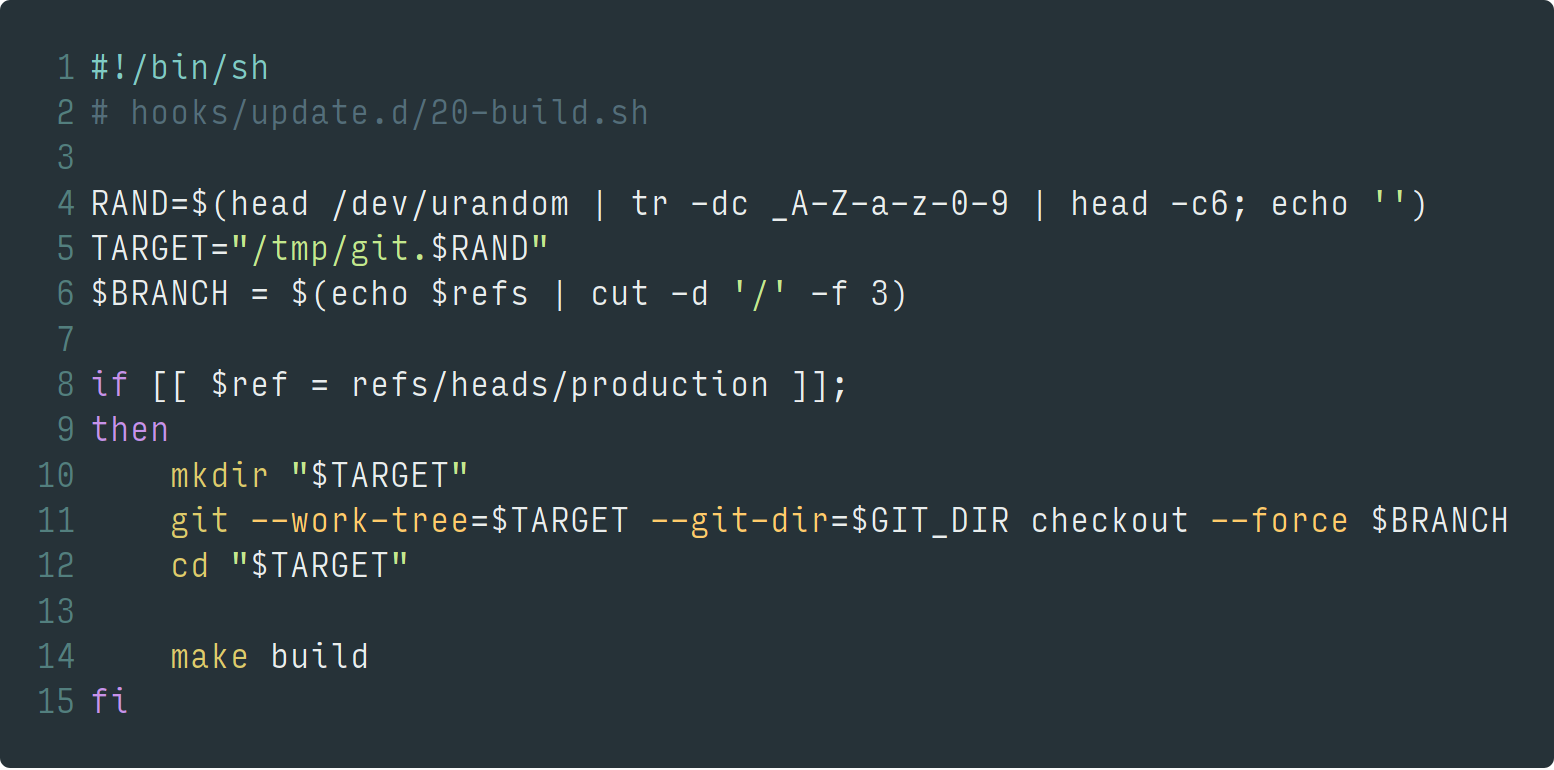 1 #!/bin/sh
2 # hooks/update.d/20-build.sh
3
4 RAND=$(head /dev/urandom | tr -dc _A-Z-a-z-0-9 | head -c6; echo '')
5 TARGET="/tmp/git.$RAND"
6 $BRANCH = $(echo $refs | cut -d '/' -f 3)
7
8 if [[ $ref = refs/heads/production ]];
9 then
10     mkdir "$TARGET"
11     git --work-tree=$TARGET --git-dir=$GIT_DIR checkout --force $BRANCH
12     cd "$TARGET"
13
14     make build
15 fi